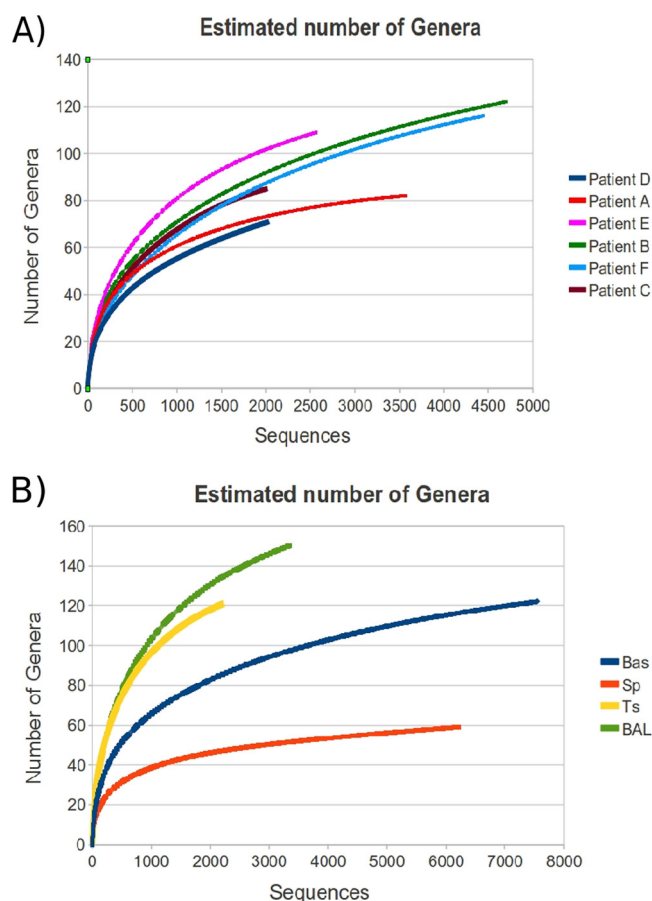 A)
Estimated number of Genera
140
120
100
80
60
40
20
0
Number of Genera
0 500 1000 1500 2000 2500 3000 3500 4000 4500 5000
Sequences
Patient D
Patient A
Patient E
Patient B
Patient F
Patient C
B)
Estimated number of Genera
160
140
120
100
80
60
40
20
0
Number of Genera
0 1000 2000 3000 4000 5000 6000 7000 8000
Sequences
Bas
Sp
Ts
BAL